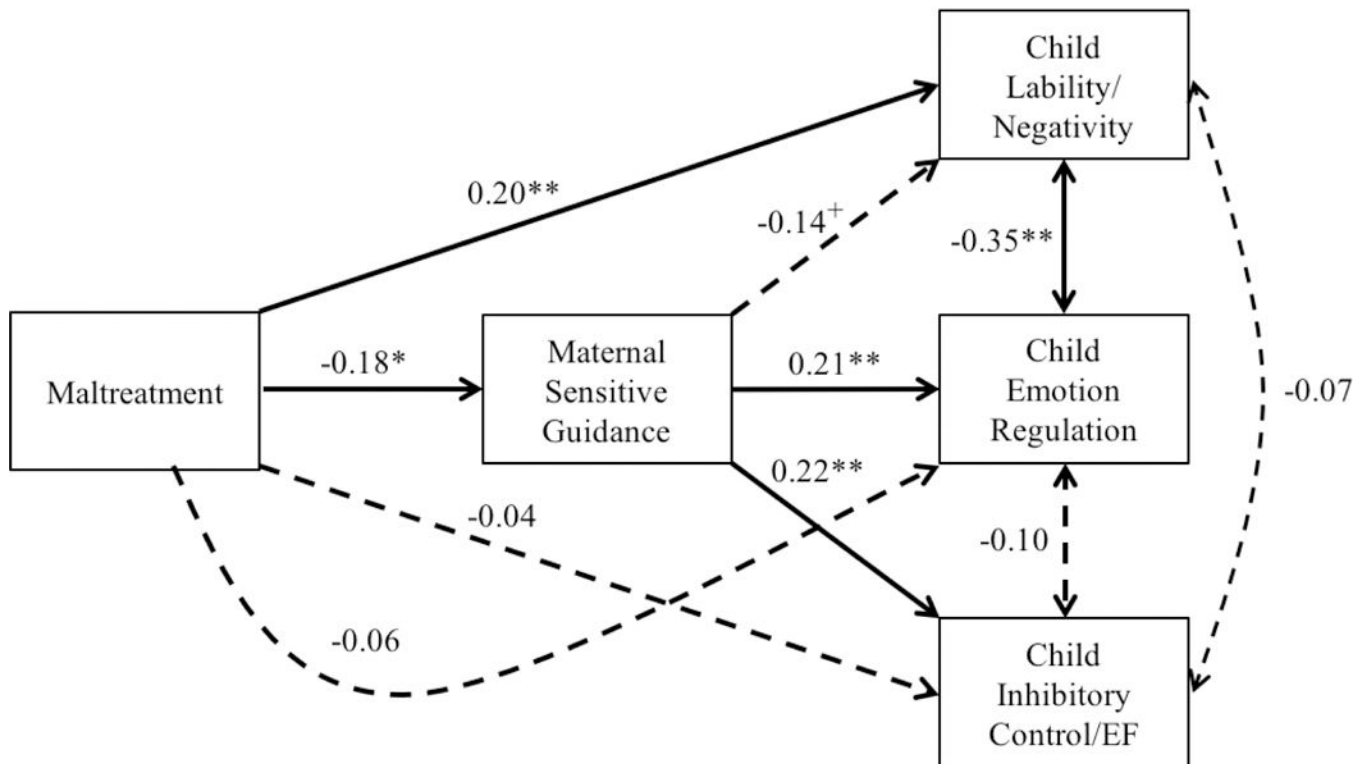 Child
Lability/
Negativity
0.20**
-0.14+
-0.35**
Maltreatment
-0.18*
Maternal
Sensitive
Guidance
0.21**
Child
Emotion
Regulation
-0.07
0.22**
-0.04
-0.10
-0.06
Child
Inhibitory
Control/EF